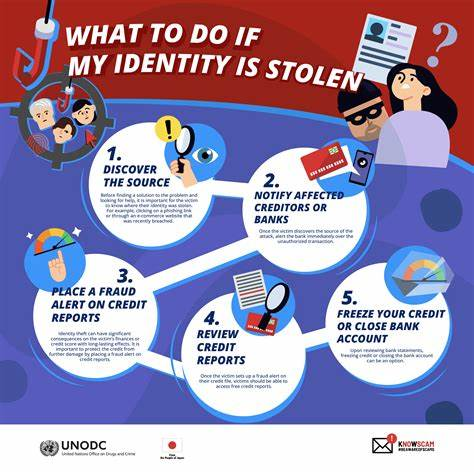 WHAT TO DO IF
MY IDENTITY IS STOLEN
?
!
1.
DISCOVER
THE SOURCE
Before finding a solution to the problem and
looking for help, it is important for the victim
to know where their identity was stolen.
For example, clicking on a phishing link
or through an e-commerce website that
was recently breached.
2.
NOTIFY AFFECTED
CREDITORS OR
BANKS
Once the victim discovers the source of the
attack, alert the bank immediately over the
unauthorized transaction.
3.
PLACE A FRAUD
ALERT ON CREDIT
REPORTS
Identity theft can have significant
consequences on the victim's finances or
credit score with long-lasting effects. It is
important to protect the credit from
further damage by placing a fraud alert on
credit reports.
4.
REVIEW
CREDIT
REPORTS
Once the victim sets up a fraud alert on
their credit file, victims should be able to
access free credit reports.
5.
FREEZE YOUR CREDIT
OR CLOSE BANK
ACCOUNT
Upon reviewing bank statements,
freezing credit or closing the bank account
can be an option.
UNODC
United Nations Office on Drugs and Crime
From
the People of Japan
!
KNOWSCAM
#BEAWAREOFSCAMS